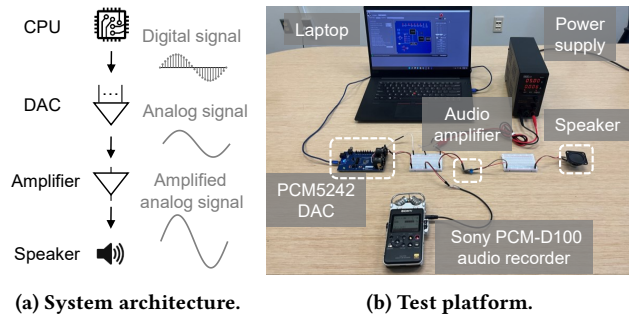 CPU
Digital signal
DAC
Analog signal
Amplifier
Amplified
analog signal
Speaker
(a) System architecture.
Laptop
Power
supply
Audio
amplifier
Speaker
PCM5242
DAC
Sony PCM-D100
audio recorder
(b) Test platform.